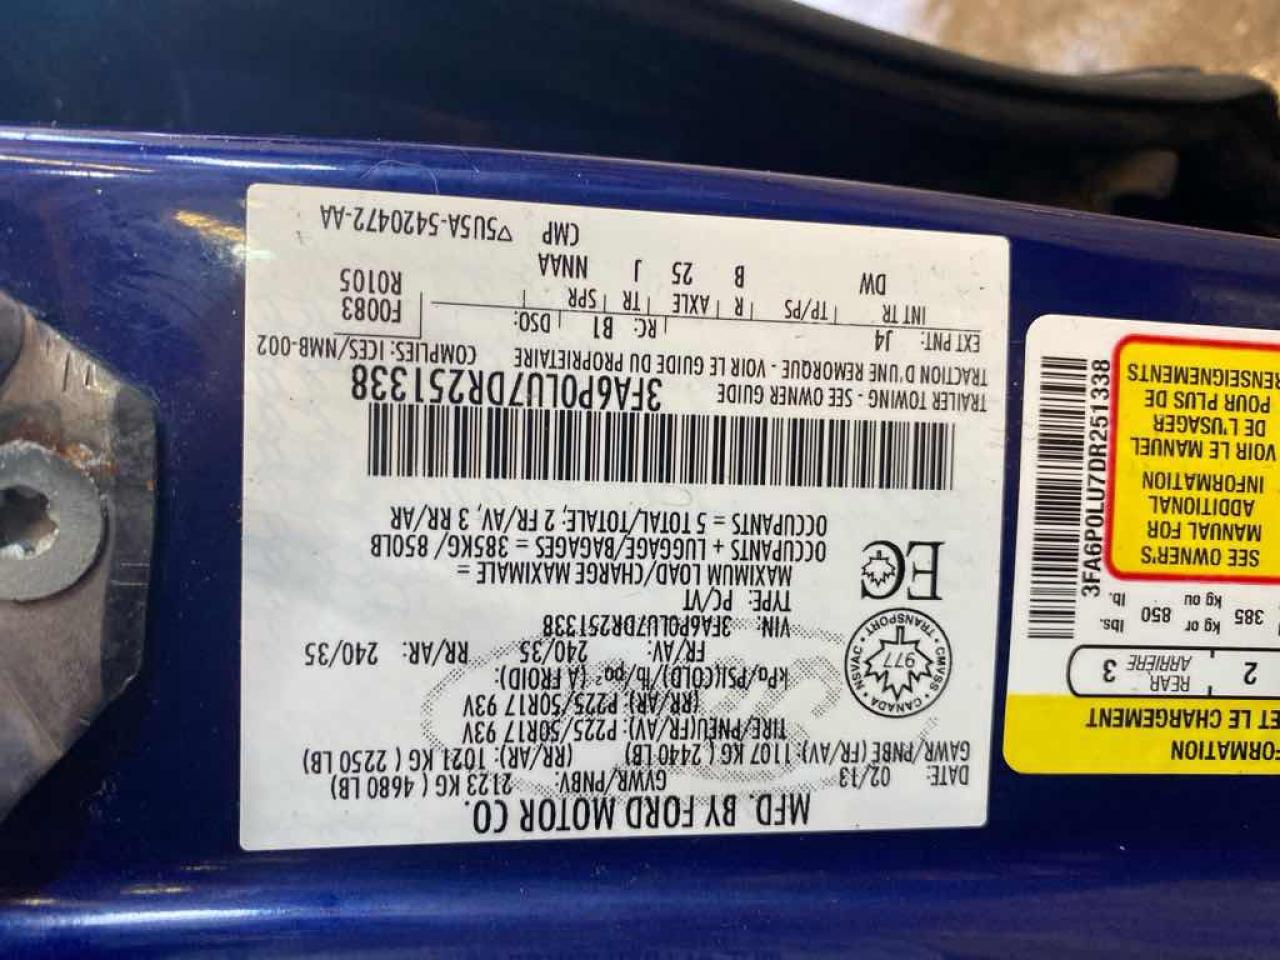 MFD. BY FORD MOTOR CO.
DATE: 02/13 GVWR/PNBV: 2123 KG ( 4680 LB)
GAWR/PNBE (FR/AV): 1107 KG ( 2440 LB) (RR/AR): 1021 KG ( 2250 LB)
TIRE/PNEU(FR/AV): P225/50R17 93V
(RR/AR): P225/50R17 93V
kPa/PSI(COLD)/ lb/po² (A FROID):
FR/AV: 240/35 RR/AR: 240/35
VIN: 3FA6P0LU7DR251338
TYPE: PC/VT
MAXIMUM LOAD/CHARGE MAXIMALE =
OCCUPANTS + LUGGAGE/BAGAGES = 385KG/ 850LB
OCCUPANTS = 5 TOTAL/TOTALE; 2 FR/AV, 3 RR/AR
CMVSS • TRANSPORT • NSVAC • CANADA
977
EC
TRAILER TOWING - SEE OWNER GUIDE 3FA6P0LU7DR251338
TRACTION D'UNE REMORQUE - VOIR LE GUIDE DU PROPRIETAIRE COMPLIES: ICES/NMB-002
EXT PNT: J4 RC: B1 DSO: F0083
INT TR TP/PS R AXLE TR SPR R0105
DW B 25 J NNAA
CMP ▽5U5A-5420472-AA
FORMATION
ET LE CHARGEMENT
2 REAR ARRIERE 3
385 kg or kg ou 850 lbs. lb.
SEE OWNER'S
MANUAL FOR
ADDITIONAL
INFORMATION
VOIR LE MANUEL
DE L'USAGER
POUR PLUS DE
RENSEIGNEMENTS
3FA6P0LU7DR251338